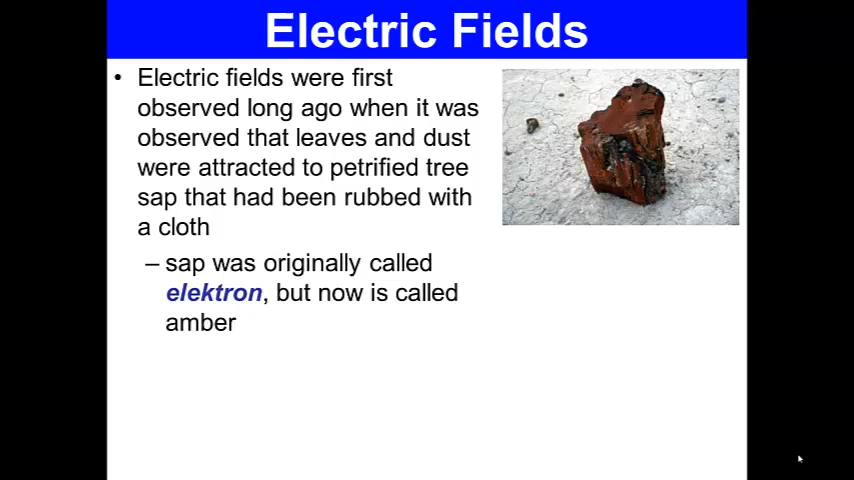 Electric Fields
• Electric fields were first
observed long ago when it was
observed that leaves and dust
were attracted to petrified tree
sap that had been rubbed with
a cloth
– sap was originally called
elektron, but now is called
amber